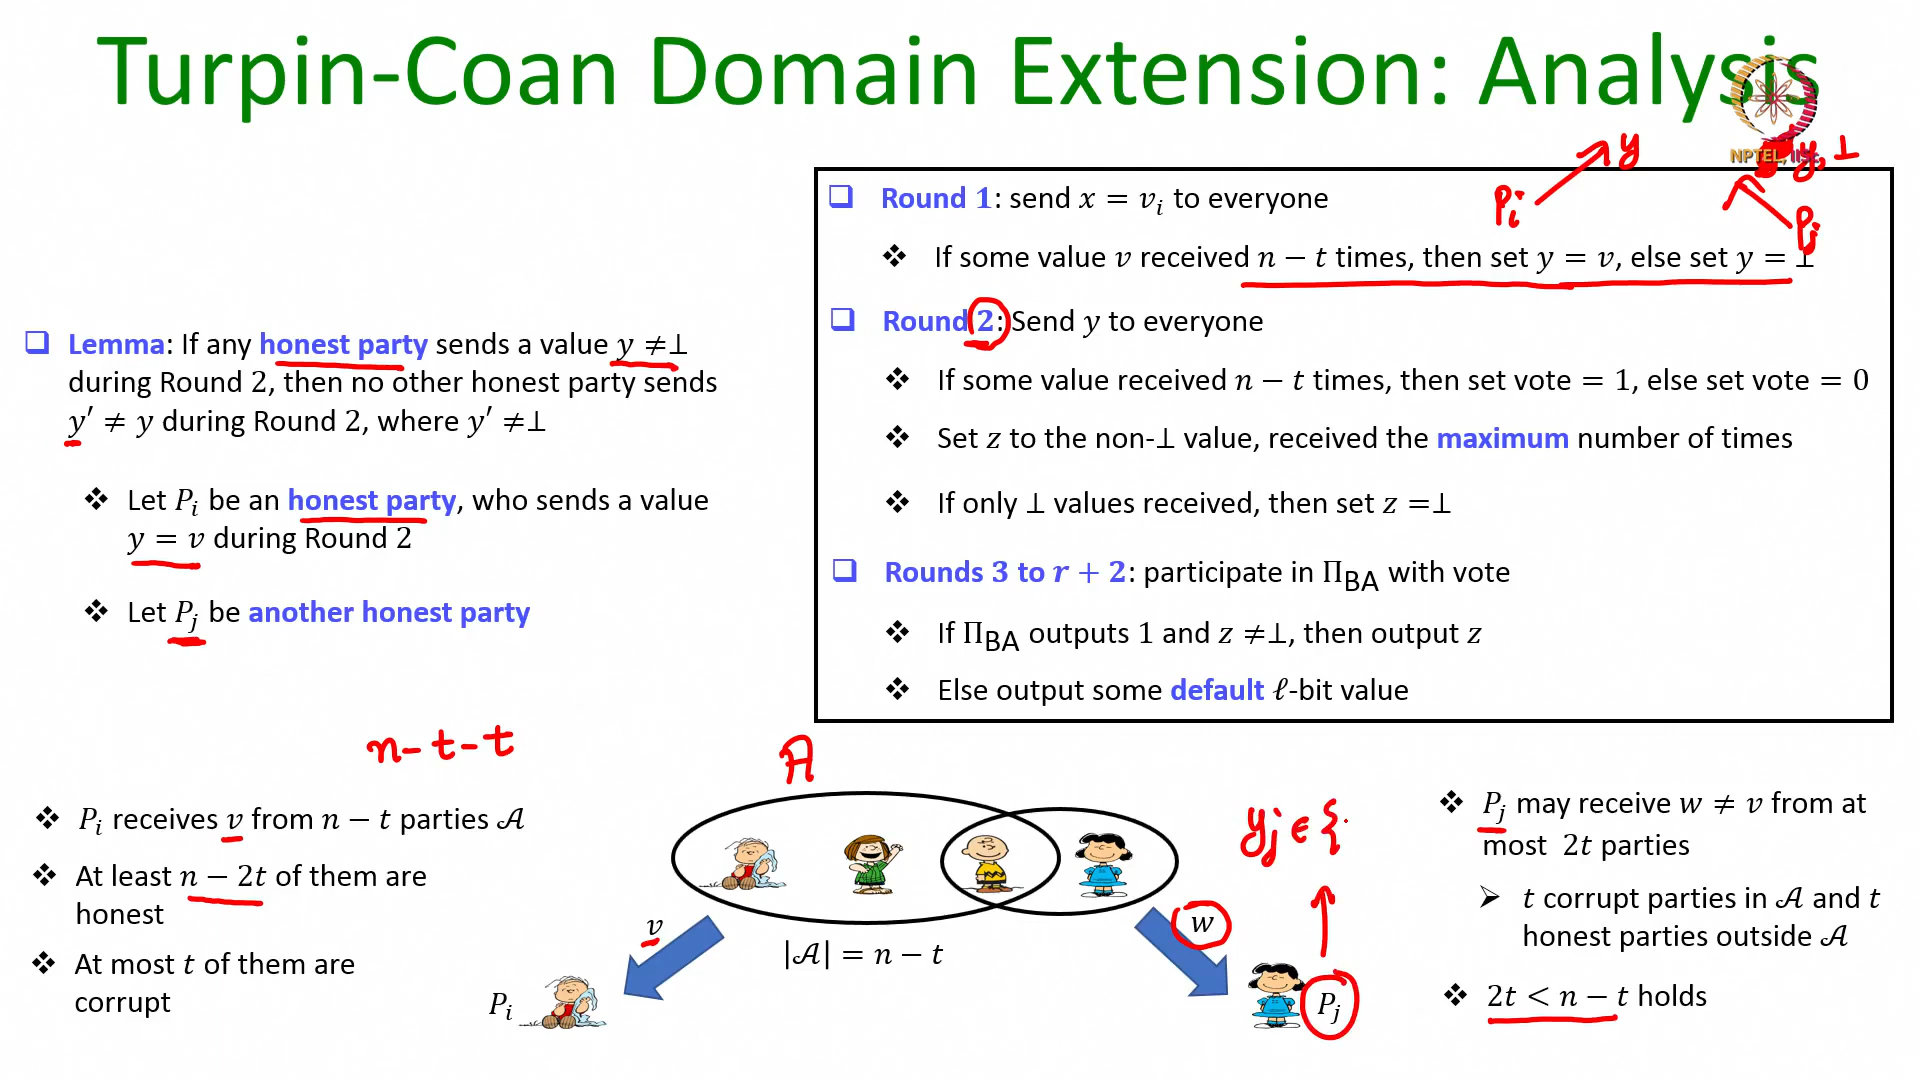 Turpin-Coan Domain Extension: Analysis
NPTEL, IISc
y
y, ⊥
P_i
P_j
❑ Round 1: send x = v_i to everyone
❖ If some value v received n − t times, then set y = v, else set y = ⊥
❑ Round 2: Send y to everyone
❖ If some value received n − t times, then set vote = 1, else set vote = 0
❖ Set z to the non-⊥ value, received the maximum number of times
❖ If only ⊥ values received, then set z =⊥
❑ Rounds 3 to r + 2: participate in Π_BA with vote
❖ If Π_BA outputs 1 and z ≠⊥, then output z
❖ Else output some default ℓ-bit value
❑ Lemma: If any honest party sends a value y ≠⊥
during Round 2, then no other honest party sends
y′ ≠ y during Round 2, where y′ ≠⊥
❖ Let P_i be an honest party, who sends a value
y = v during Round 2
❖ Let P_j be another honest party
n-t-t
❖ P_i receives v from n − t parties 𝒜
❖ At least n − 2t of them are
honest
❖ At most t of them are
corrupt
A
v
|𝒜| = n − t
w
P_i
P_j
y_j ∈ {
❖ P_j may receive w ≠ v from at
most 2t parties
➢ t corrupt parties in 𝒜 and t
honest parties outside 𝒜
❖ 2t < n − t holds